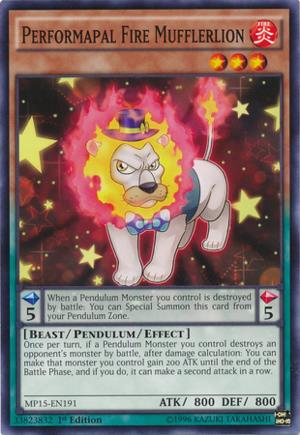 PERFORMAPAL FIRE MUFFLERLION
FIRE
炎
When a Pendulum Monster you control is destroyed
by battle: You can Special Summon this card from
your Pendulum Zone.
5
5
[BEAST/PENDULUM/EFFECT]
Once per turn, if a Pendulum Monster you control destroys an
opponent's monster by battle, after damage calculation: You can
make that monster you control gain 200 ATK until the end of the
Battle Phase, and if you do, it can make a second attack in a row.
MP15-EN191
ATK/ 800 DEF/ 800
33823832 1st Edition
©1996 KAZUKI TAKAHASHI